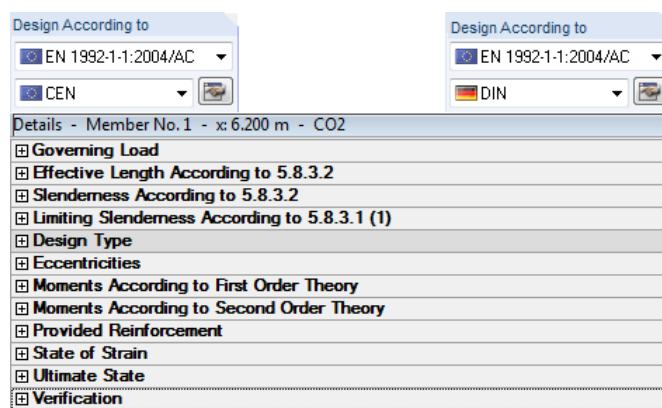 Design According to
EN 1992-1-1:2004/AC
CEN
Design According to
EN 1992-1-1:2004/AC
DIN
Details - Member No. 1 - x: 6.200 m - CO2
Governing Load
Effective Length According to 5.8.3.2
Slenderness According to 5.8.3.2
Limiting Slenderness According to 5.8.3.1 (1)
Design Type
Eccentricities
Moments According to First Order Theory
Moments According to Second Order Theory
Provided Reinforcement
State of Strain
Ultimate State
Verification